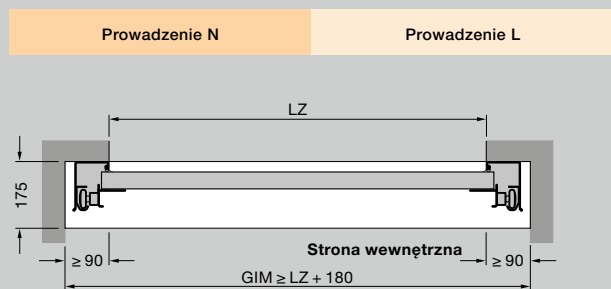 Prowadzenie N
Prowadzenie L
LZ
175
Strona wewnętrzna
≥ 90
≥ 90
GIM ≥ LZ + 180